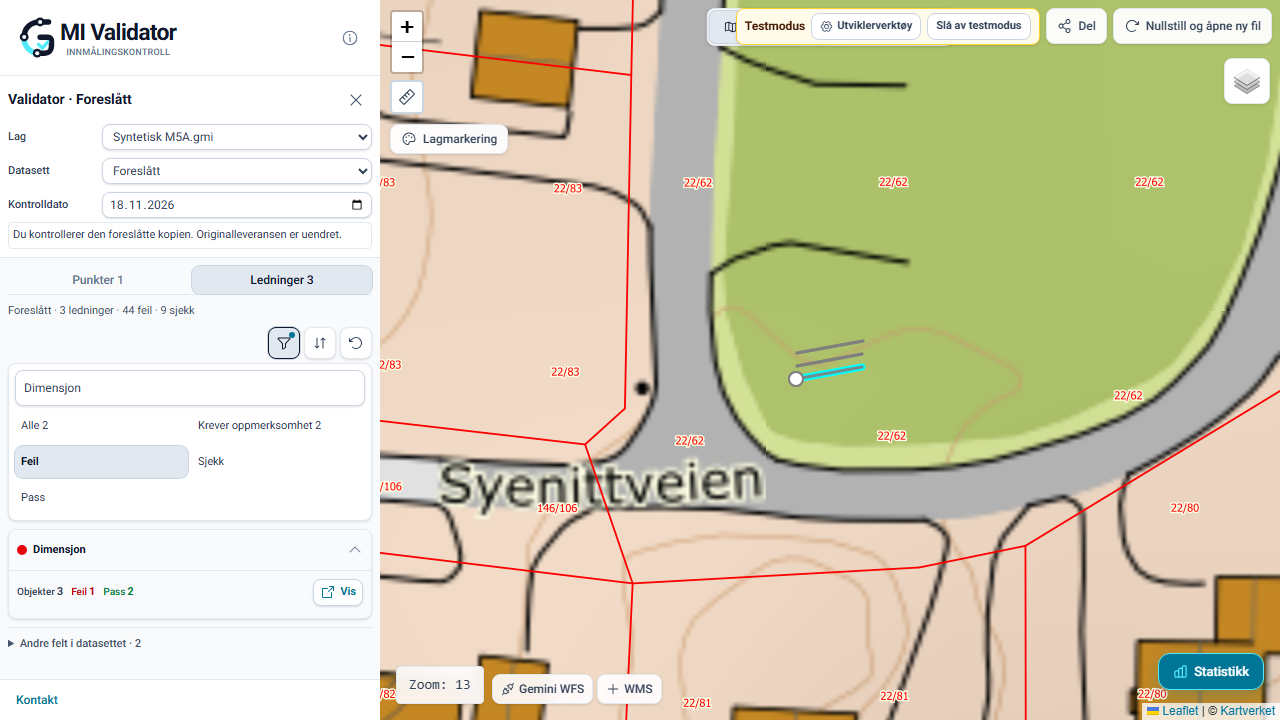 MI Validator
INNMÅLINGSKONTROLL
Validator · Foreslått
Lag
Syntetisk M5A.gmi
Datasett
Foreslått
Kontrolldato
18.11.2026
Du kontrollerer den foreslåtte kopien. Originalleveransen er uendret.
Punkter 1
Ledninger 3
Foreslått · 3 ledninger · 44 feil · 9 sjekk
Dimensjon
Alle 2
Krever oppmerksomhet 2
Feil
Sjekk
Pass
Dimensjon
Objekter 3 Feil 1 Pass 2
Vis
Andre felt i datasettet · 2
Kontakt
+
−
Lagmarkering
Testmodus
Utviklerverktøy
Slå av testmodus
Del
Nullstill og åpne ny fil
/83
22/83
22/62
22/62
22/62
2/83
22/83
22/62
22/62
22/62
/106
Syenittveien
146/106
22/80
/82
22/81
22/81
22/80
Zoom: 13
Gemini WFS
WMS
Statistikk
Leaflet | © Kartverket